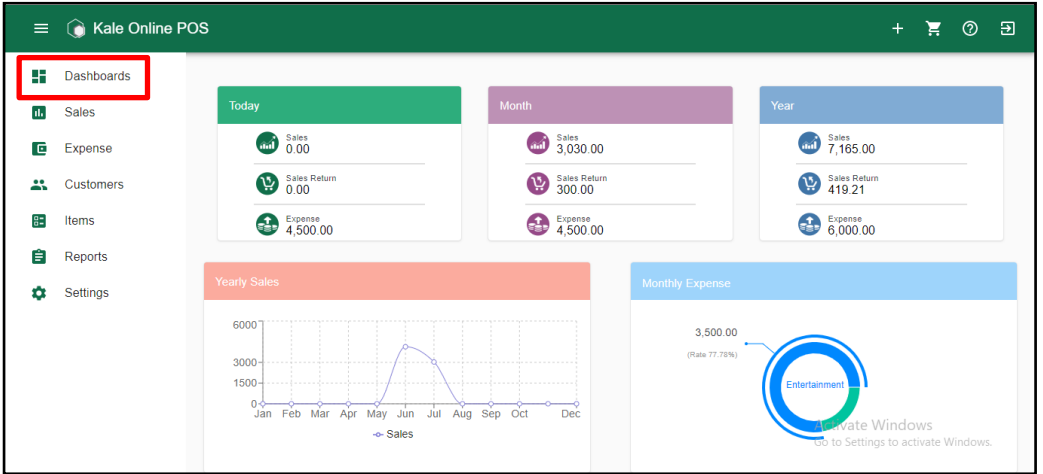 Kale Online POS
Dashboards
Sales
Expense
Customers
Items
Reports
Settings
Today
Sales
0.00
Sales Return
0.00
Expense
4,500.00
Month
Sales
3,030.00
Sales Return
300.00
Expense
4,500.00
Year
Sales
7,165.00
Sales Return
419.21
Expense
6,000.00
Yearly Sales
6000
3000
1500
0
Jan Feb Mar Apr May Jun Jul Aug Sep Oct Dec
Sales
Monthly Expense
3,500.00
(Rate 77.78%)
Entertainment
Activate Windows
Go to Settings to activate Windows.